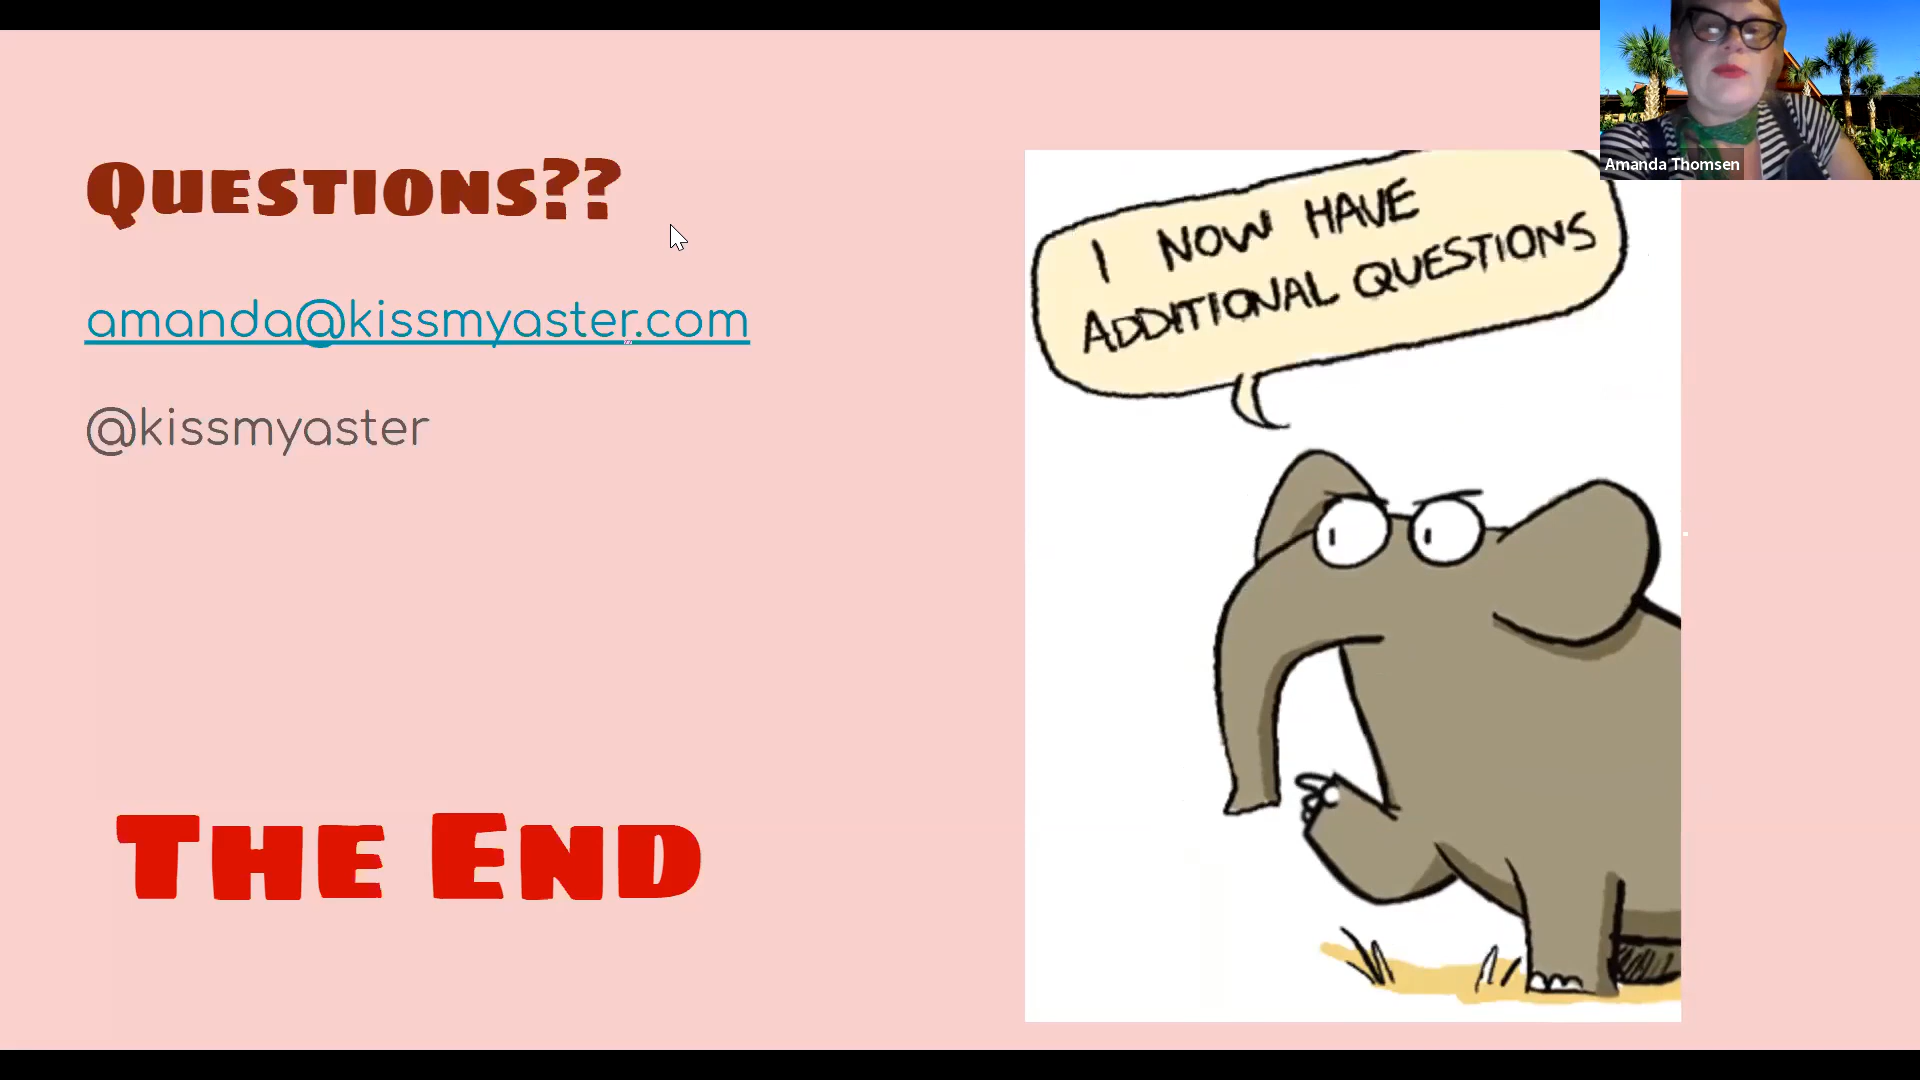 Questions??
amanda@kissmyaster.com
@kissmyaster
The End
I NOW HAVE
ADDITIONAL QUESTIONS
Amanda Thomsen